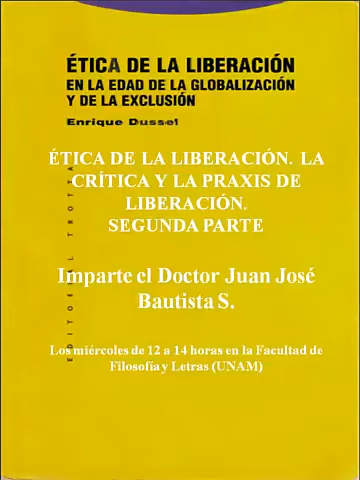 ÉTICA DE LA LIBERACIÓN
EN LA EDAD DE LA GLOBALIZACIÓN
Y DE LA EXCLUSIÓN
Enrique Dussel
ÉTICA DE LA LIBERACIÓN. LA
CRÍTICA Y LA PRAXIS DE
LIBERACIÓN.
SEGUNDA PARTE
Imparte el Doctor Juan José
Bautista S.
Los miércoles de 12 a 14 horas en la Facultad de
Filosofía y Letras (UNAM)
EDITORIAL TROTTA